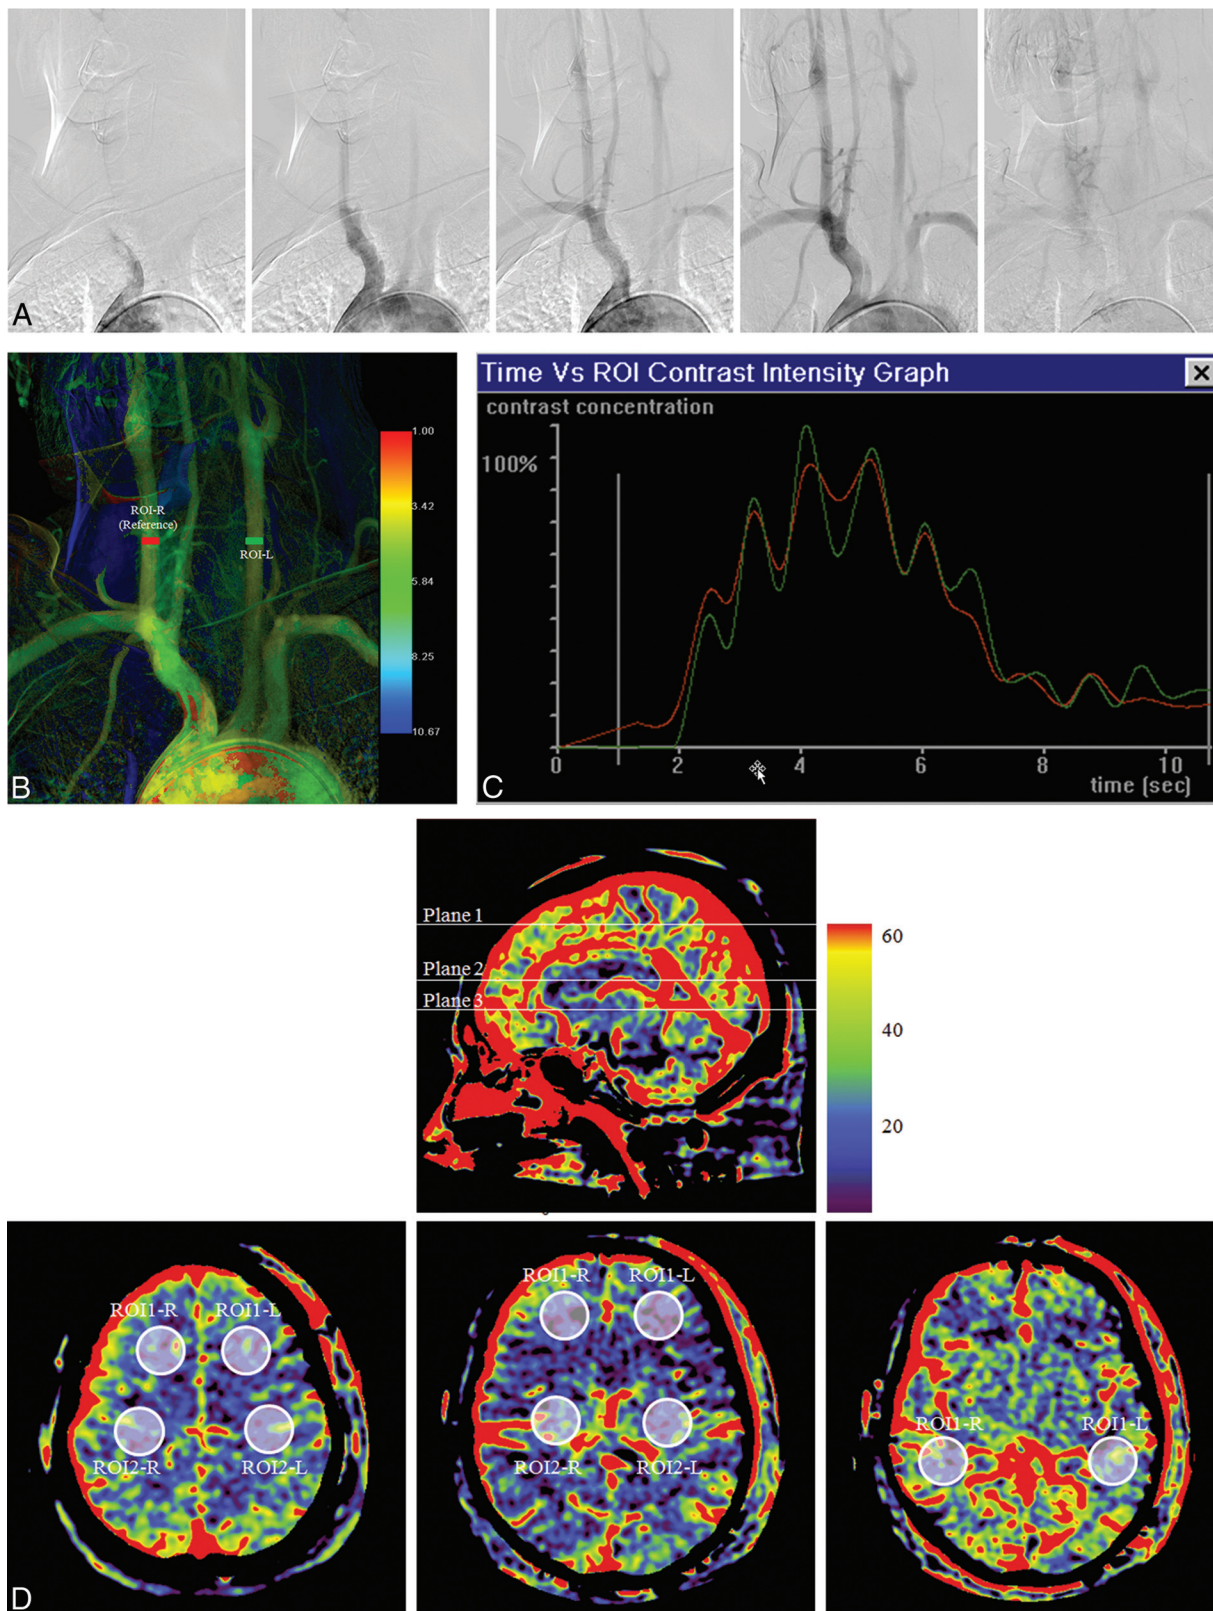 A
B
ROI-R
(Reference)
ROI-L
1.00
3.42
5.84
8.25
10.67
C
Time Vs ROI Contrast Intensity Graph
contrast concentration
100%
0 2 4 6 8 10
time (sec)
Plane 1
Plane 2
Plane 3
60
40
20
D
ROI1-R ROI1-L
ROI2-R ROI2-L
ROI1-R ROI1-L
ROI2-R ROI2-L
ROI1-R ROI1-L